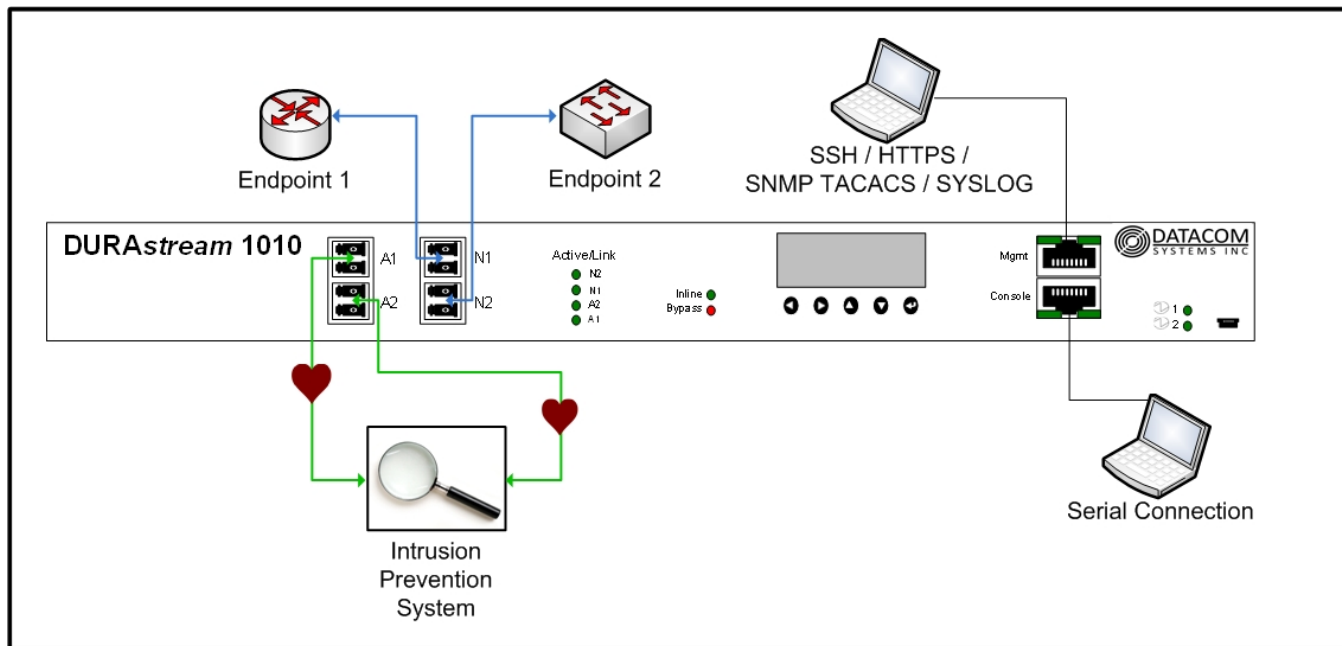 Endpoint 1
Endpoint 2
SSH / HTTPS /
SNMP TACACS / SYSLOG
DURAstream 1010
A1
A2
N1
N2
Active/Link
N2
N1
A2
A1
Inline
Bypass
Mgmt
Console
DATACOM
SYSTEMS INC
1
2
Intrusion
Prevention
System
Serial Connection